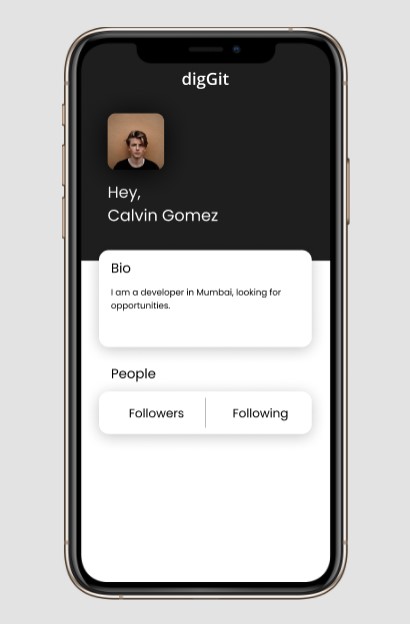 digGit
Hey,
Calvin Gomez
Bio
I am a developer in Mumbai, looking for
opportunities.
People
Followers
Following